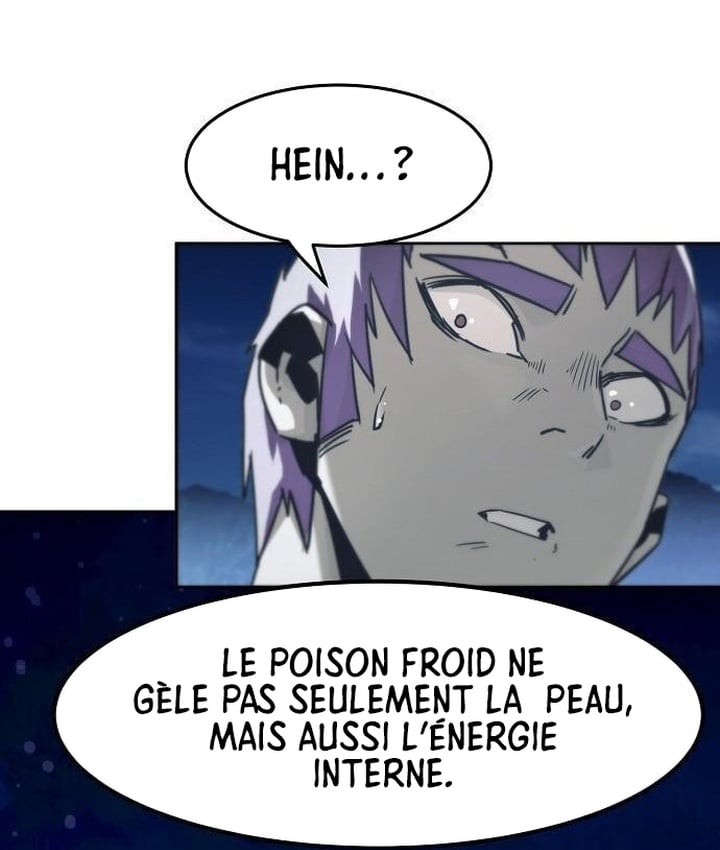 HEIN...?
LE POISON FROID NE
GÈLE PAS SEULEMENT LA PEAU,
MAIS AUSSI L'ÉNERGIE
INTERNE.